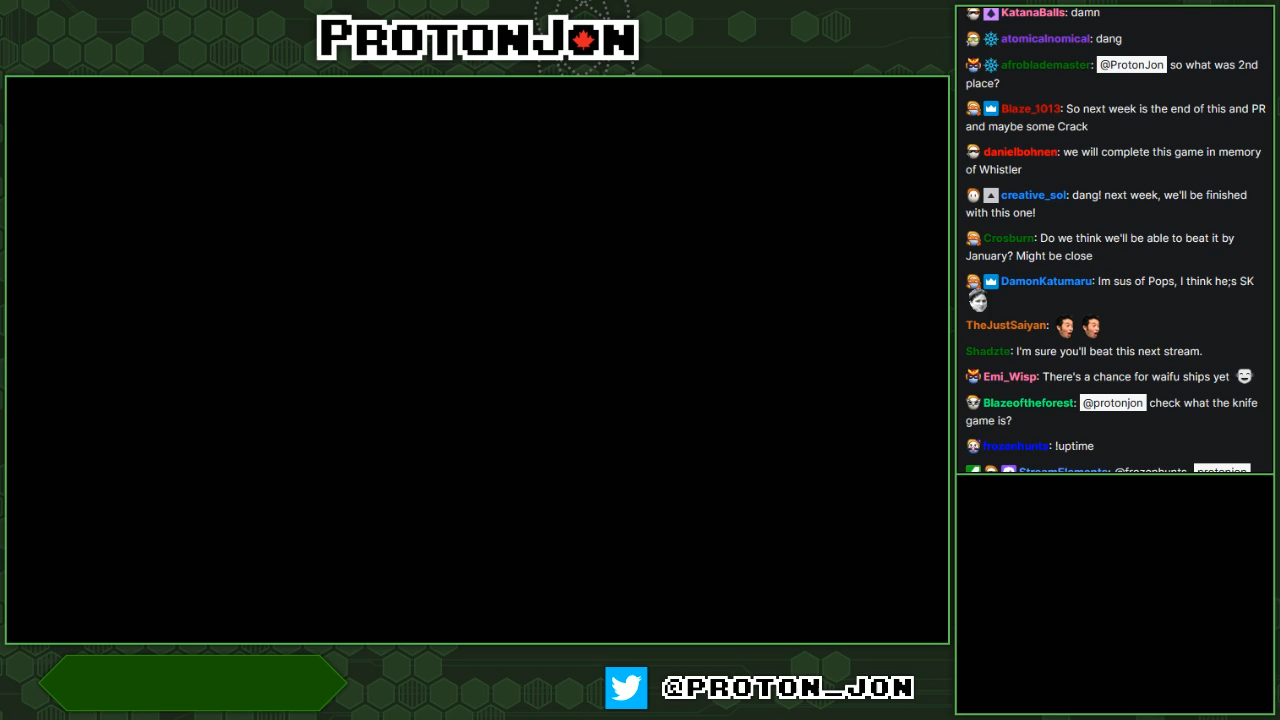 PROTONJON
KatanaBalls: damn
atomicalnomical: dang
afroblademaster: @ProtonJon so what was 2nd
place?
Blaze_1013: So next week is the end of this and PR
and maybe some Crack
danielbohnen: we will complete this game in memory
of Whistler
creative_sol: dang! next week, we'll be finished
with this one!
Crosburn: Do we think we'll be able to beat it by
January? Might be close
DamonKatumaru: Im sus of Pops, I think he;s SK
TheJustSaiyan:
Shadzte: I'm sure you'll beat this next stream.
Emi_Wisp: There's a chance for waifu ships yet
Blazeoftheforest: @protonjon check what the knife
game is?
frozenhunts: !uptime
StreamElements: @frozenhunts, protonjon
@PROTON_JON